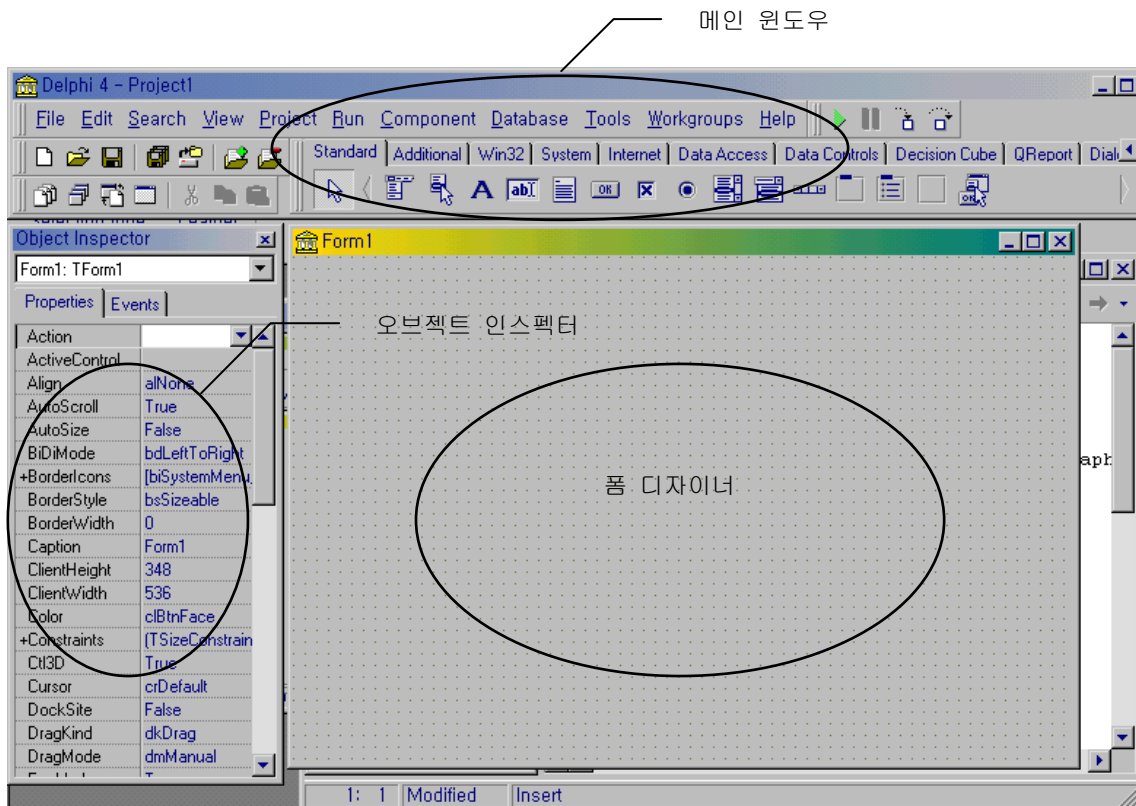 메인 윈도우
Delphi 4 - Project1
File Edit Search View Project Run Component Database Tools Workgroups Help
Standard Additional Win32 System Internet Data Access Data Controls Decision Cube QReport
A ab OK
OK
Object Inspector
Form1
Form1: TForm1
Properties Events
오브젝트 인스펙터
Action
ActiveControl
Align alNone
AutoScroll True
AutoSize False
BiDiMode bdLeftToRight
+BorderIcons [biSystemMenu,
BorderStyle bsSizeable
BorderWidth 0
Caption Form1
ClientHeight 348
ClientWidth 536
Color clBtnFace
+Constraints (TSizeConstrain
Ctl3D True
Cursor crDefault
DockSite False
DragKind dkDrag
DragMode dmManual
폼 디자이너
aph
1: 1 Modified Insert